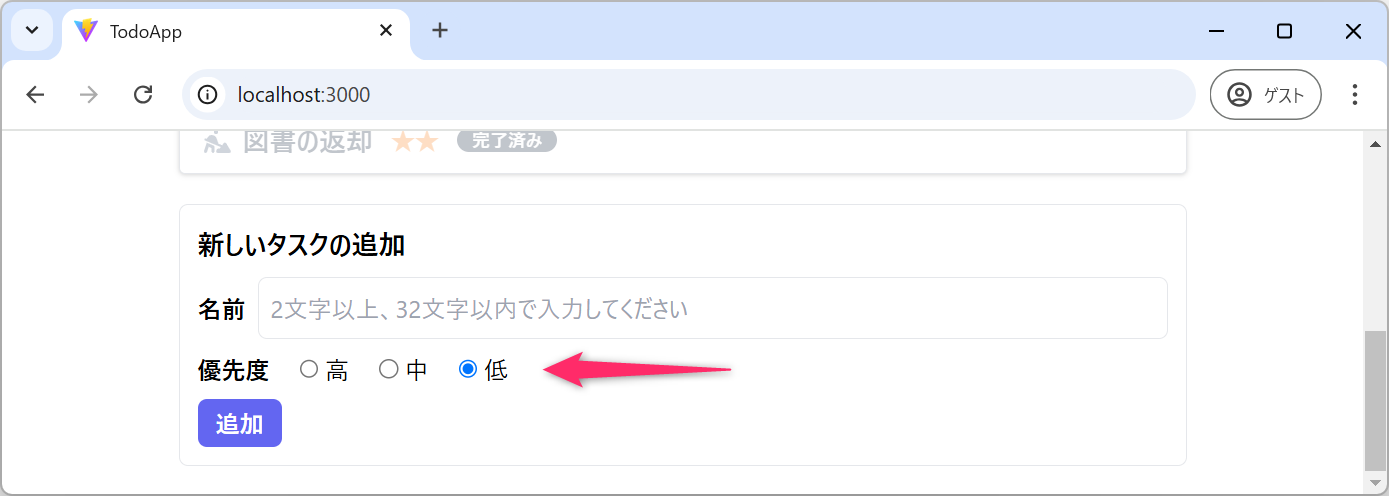 TodoApp
localhost:3000
ゲスト
図書の返却 ★★ 完了済み
新しいタスクの追加
名前 2文字以上、32文字以内で入力してください
優先度 高 中 低
追加